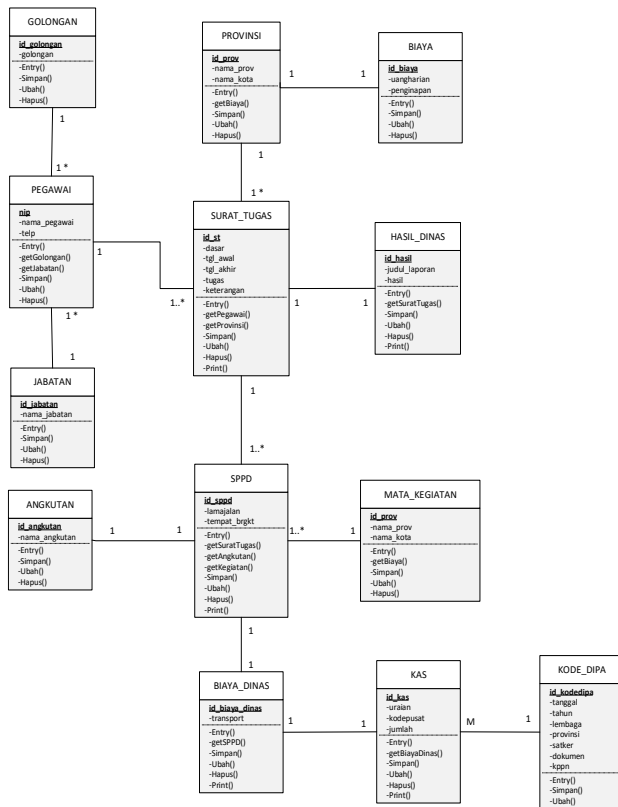 GOLONGAN
id_golongan
-golongan
-Entry()
-Simpan()
-Ubah()
-Hapus()
1
1 *
PEGAWAI
nip
-nama_pegawai
-telp
-Entry()
-getGolongan()
-getJabatan()
-Simpan()
-Ubah()
-Hapus()
1
1..*
1 *
1
JABATAN
id_jabatan
-nama_jabatan
-Entry()
-Simpan()
-Ubah()
-Hapus()
PROVINSI
id_prov
-nama_prov
-nama_kota
-Entry()
-getBiaya()
-Simpan()
-Ubah()
-Hapus()
1
1
BIAYA
id_biaya
-uangharian
-penginapan
-Entry()
-Simpan()
-Ubah()
-Hapus()
1
1 *
SURAT_TUGAS
id_st
-dasar
-tgl_awal
-tgl_akhir
-tugas
-keterangan
-Entry()
-getPegawai()
-getProvinsi()
-Simpan()
-Ubah()
-Hapus()
-Print()
1
1
HASIL_DINAS
id_hasil
-judul_laporan
-hasil
-Entry()
-getSuratTugas()
-Simpan()
-Ubah()
-Hapus()
-Print()
1
1..*
ANGKUTAN
id_angkutan
-nama_angkutan
-Entry()
-Simpan()
-Ubah()
-Hapus()
1
1
SPPD
id_sppd
-lamajalan
-tempat_brgkt
-Entry()
-getSuratTugas()
-getAngkutan()
-getKegiatan()
-Simpan()
-Ubah()
-Hapus()
-Print()
1..*
1
MATA_KEGIATAN
id_prov
-nama_prov
-nama_kota
-Entry()
-getBiaya()
-Simpan()
-Ubah()
-Hapus()
1
1
BIAYA_DINAS
id_biaya_dinas
-transport
-Entry()
-getSPPD()
-Simpan()
-Ubah()
-Hapus()
-Print()
1
1
KAS
id_kas
-uraian
-kodepusat
-jumlah
-Entry()
-getBiayaDinas()
-Simpan()
-Ubah()
-Hapus()
-Print()
M
1
KODE_DIPA
id_kodedipa
-tanggal
-tahun
-lembaga
-provinsi
-satker
-dokumen
-kppn
-Entry()
-Simpan()
-Ubah()